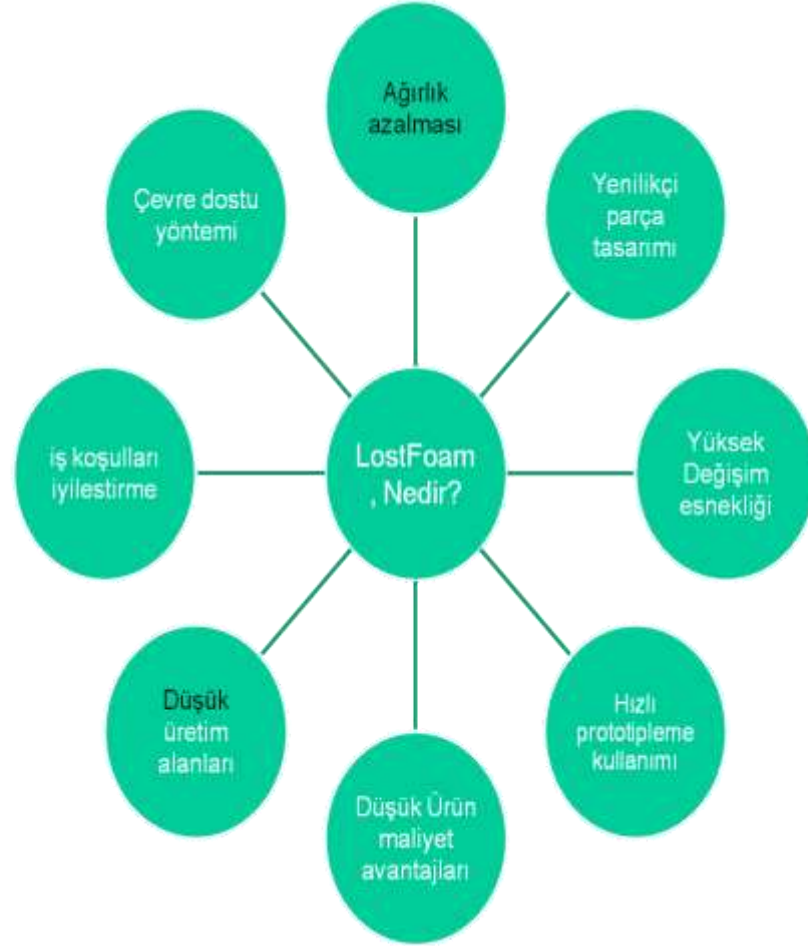 Ağırlık
azalması
Yenilikçi
parça
tasarımı
Yüksek
Değişim
esnekliği
Hızlı
prototipleme
kullanımı
Düşük Ürün
maliyet
avantajları
Düşük
üretim
alanları
iş koşulları
iyileştirme
Çevre dostu
yöntemi
LostFoam
, Nedir?